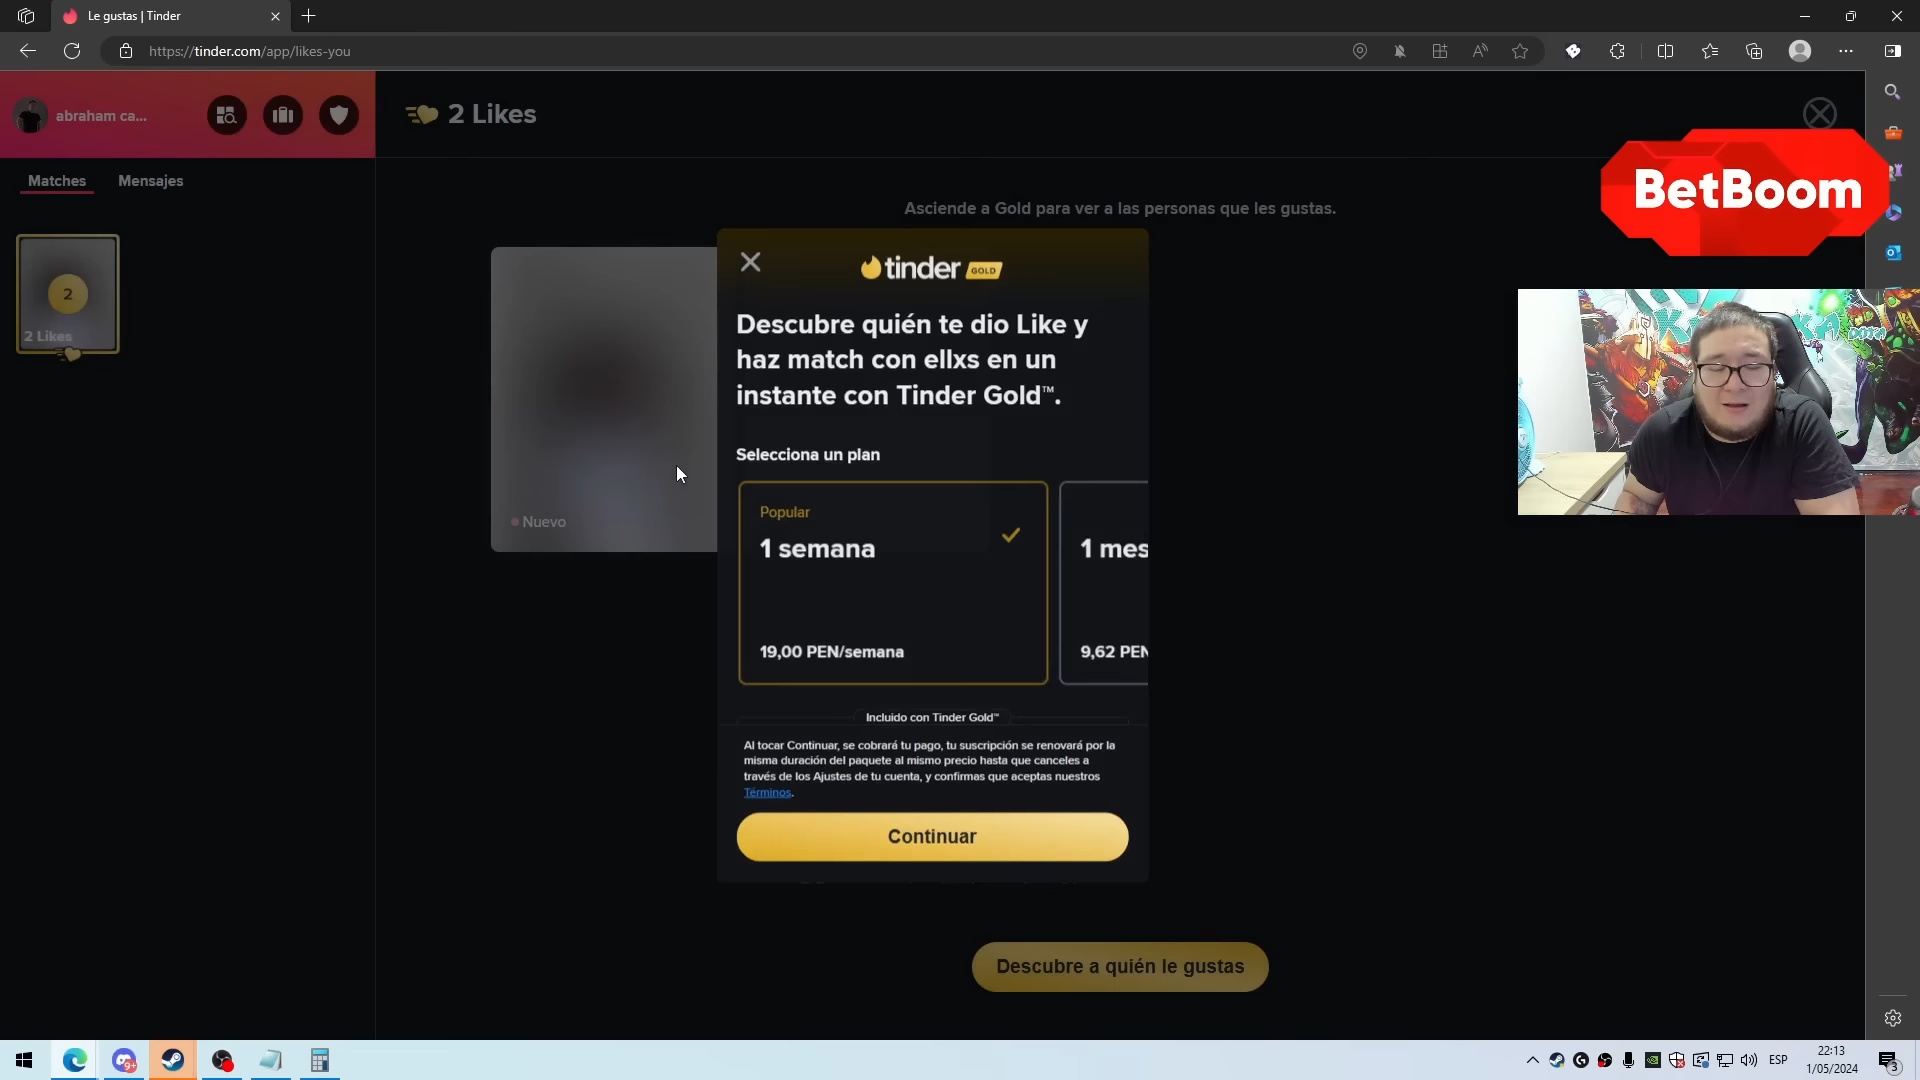 Le gustas | Tinder
https://tinder.com/app/likes-you
abraham ca...
2 Likes
BetBoom
Matches
Mensajes
Asciende a Gold para ver a las personas que les gustas.
2
2 Likes
Nuevo
tinder GOLD
Descubre quién te dio Like y
haz match con ellxs en un
instante con Tinder Gold™.
Selecciona un plan
Popular
1 semana
19,00 PEN/semana
1 mes
9,62 PEN
Incluido con Tinder Gold™
Al tocar Continuar, se cobrará tu pago, tu suscripción se renovará por la
misma duración del paquete al mismo precio hasta que canceles a
través de los Ajustes de tu cuenta, y confirmas que aceptas nuestros
Términos.
Continuar
Descubre a quién le gustas
9+
ESP
22:13
1/05/2024
3